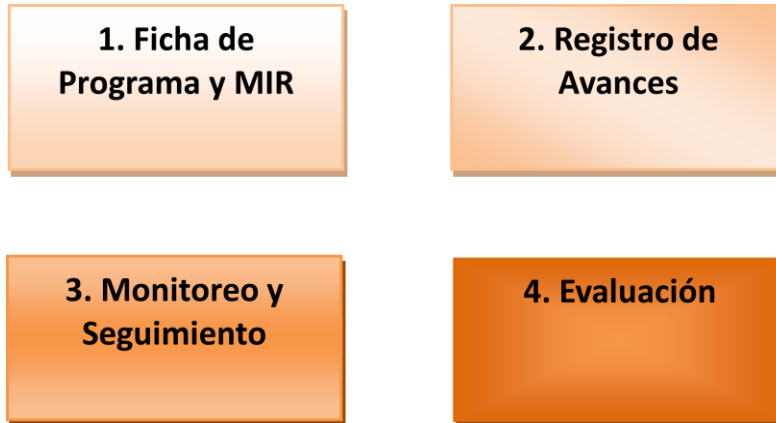 1. Ficha de
Programa y MIR
2. Registro de
Avances
3. Monitoreo y
Seguimiento
4. Evaluación